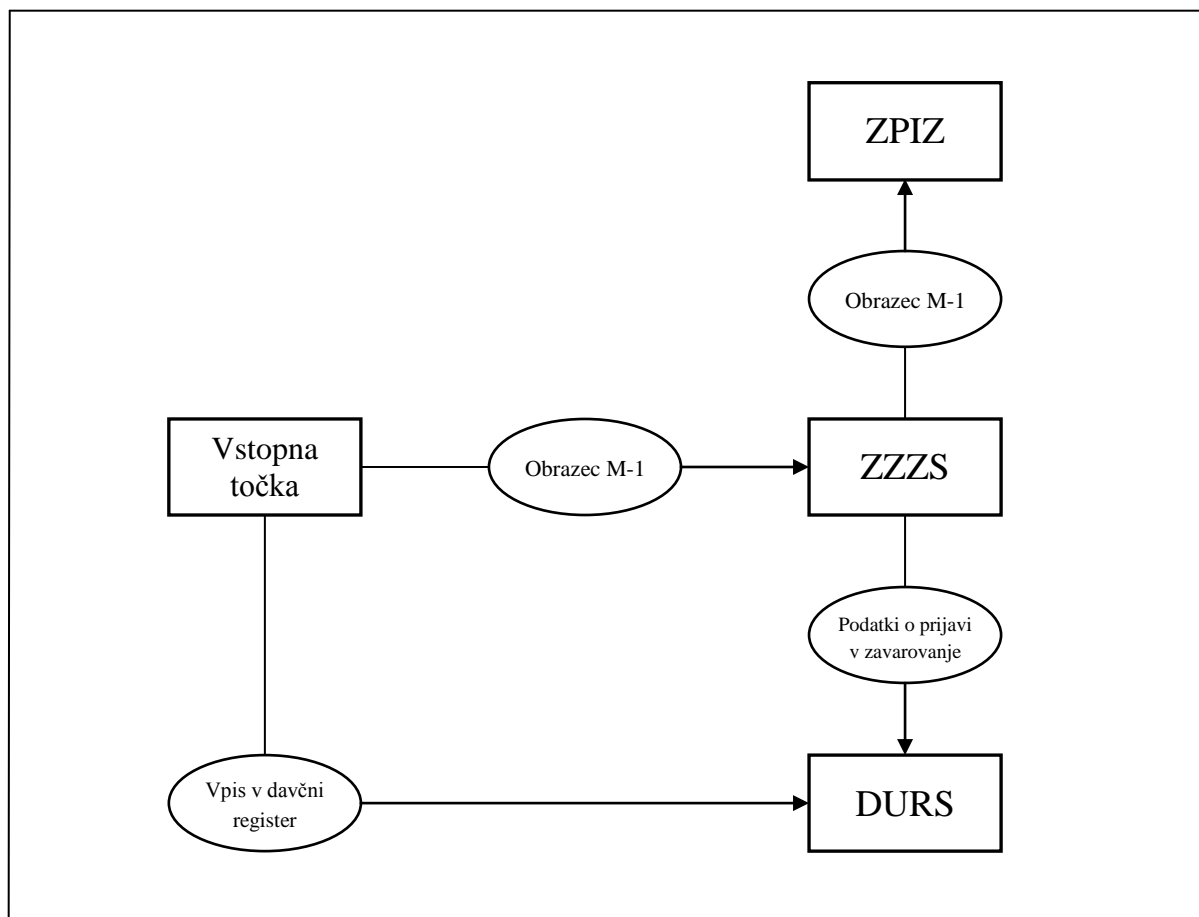 ZPIZ
Obrazec M-1
Vstopna
točka
Obrazec M-1
ZZZS
Podatki o prijavi
v zavarovanje
Vpis v davčni
register
DURS